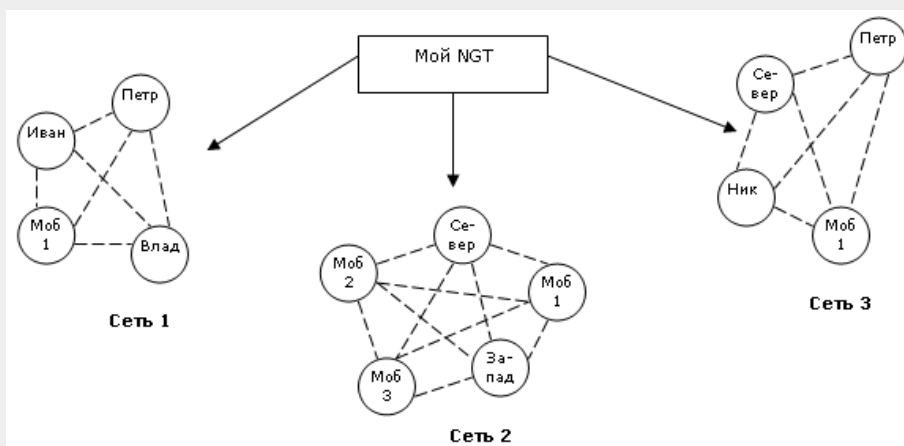 Мой NGT
Петр
Иван
Моб
1
Влад
Сеть 1
Се-
вер
Моб
2
Моб
1
За-
пад
Моб
3
Сеть 2
Петр
Се-
вер
Ник
Моб
1
Сеть 3